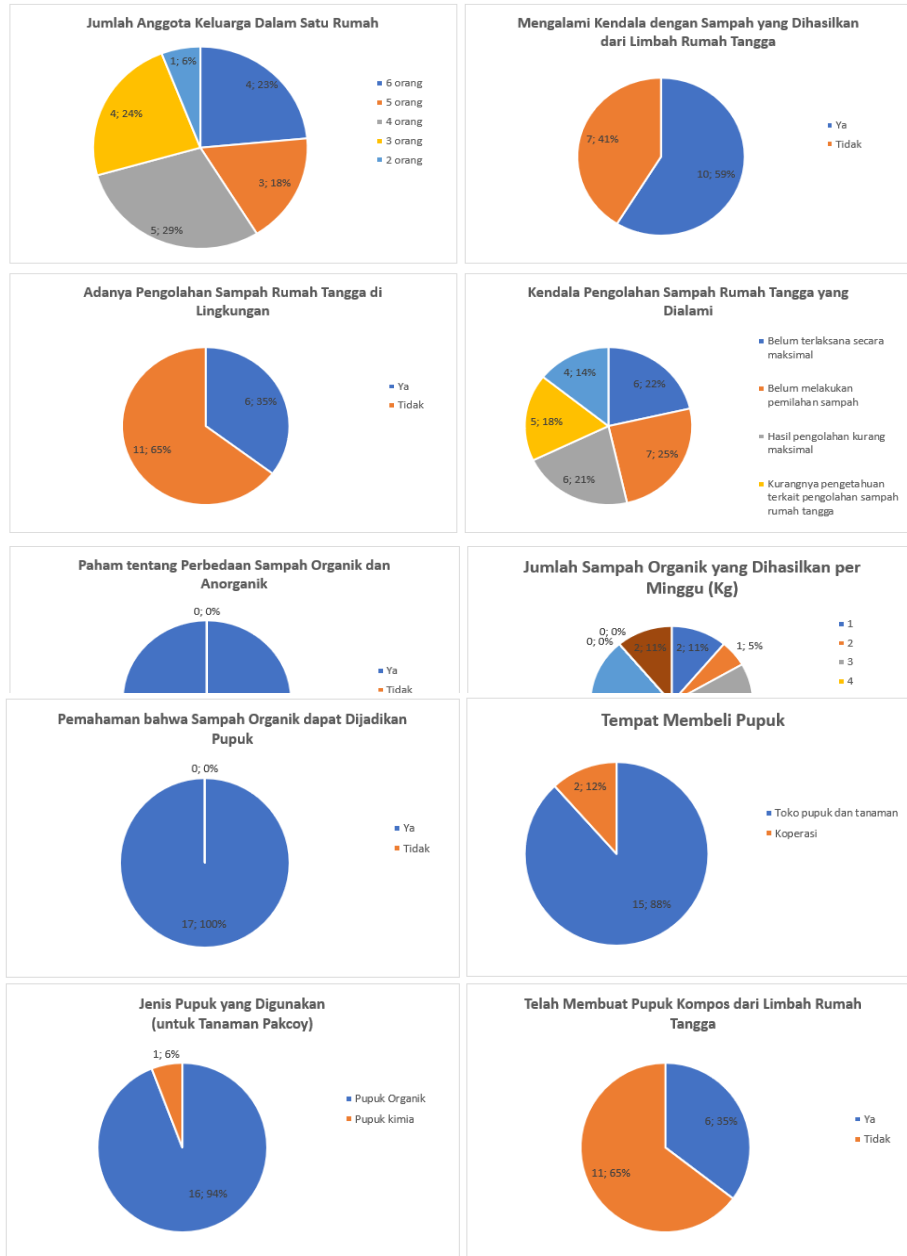 Jumlah Anggota Keluarga Dalam Satu Rumah
1; 6%
4; 23%
4; 24%
3; 18%
5; 29%
6 orang
5 orang
4 orang
3 orang
2 orang
Mengalami Kendala dengan Sampah yang Dihasilkan
dari Limbah Rumah Tangga
7; 41%
10; 59%
Ya
Tidak
Adanya Pengolahan Sampah Rumah Tangga di
Lingkungan
6; 35%
11; 65%
Ya
Tidak
Kendala Pengolahan Sampah Rumah Tangga yang
Dialami
4; 14%
6; 22%
5; 18%
7; 25%
6; 21%
Belum terlaksana secara
maksimal
Belum melakukan
pemilahan sampah
Hasil pengolahan kurang
maksimal
Kurangnya pengetahuan
terkait pengolahan sampah
rumah tangga
Paham tentang Perbedaan Sampah Organik dan
Anorganik
0; 0%
Ya
Tidak
Jumlah Sampah Organik yang Dihasilkan per
Minggu (Kg)
0; 0%
0; 0%
2; 11%
2; 11%
1; 5%
1
2
3
4
Pemahaman bahwa Sampah Organik dapat Dijadikan
Pupuk
0; 0%
17; 100%
Ya
Tidak
Tempat Membeli Pupuk
2; 12%
15; 88%
Toko pupuk dan tanaman
Koperasi
Jenis Pupuk yang Digunakan
(untuk Tanaman Pakcoy)
1; 6%
16; 94%
Pupuk Organik
Pupuk kimia
Telah Membuat Pupuk Kompos dari Limbah Rumah
Tangga
6; 35%
11; 65%
Ya
Tidak